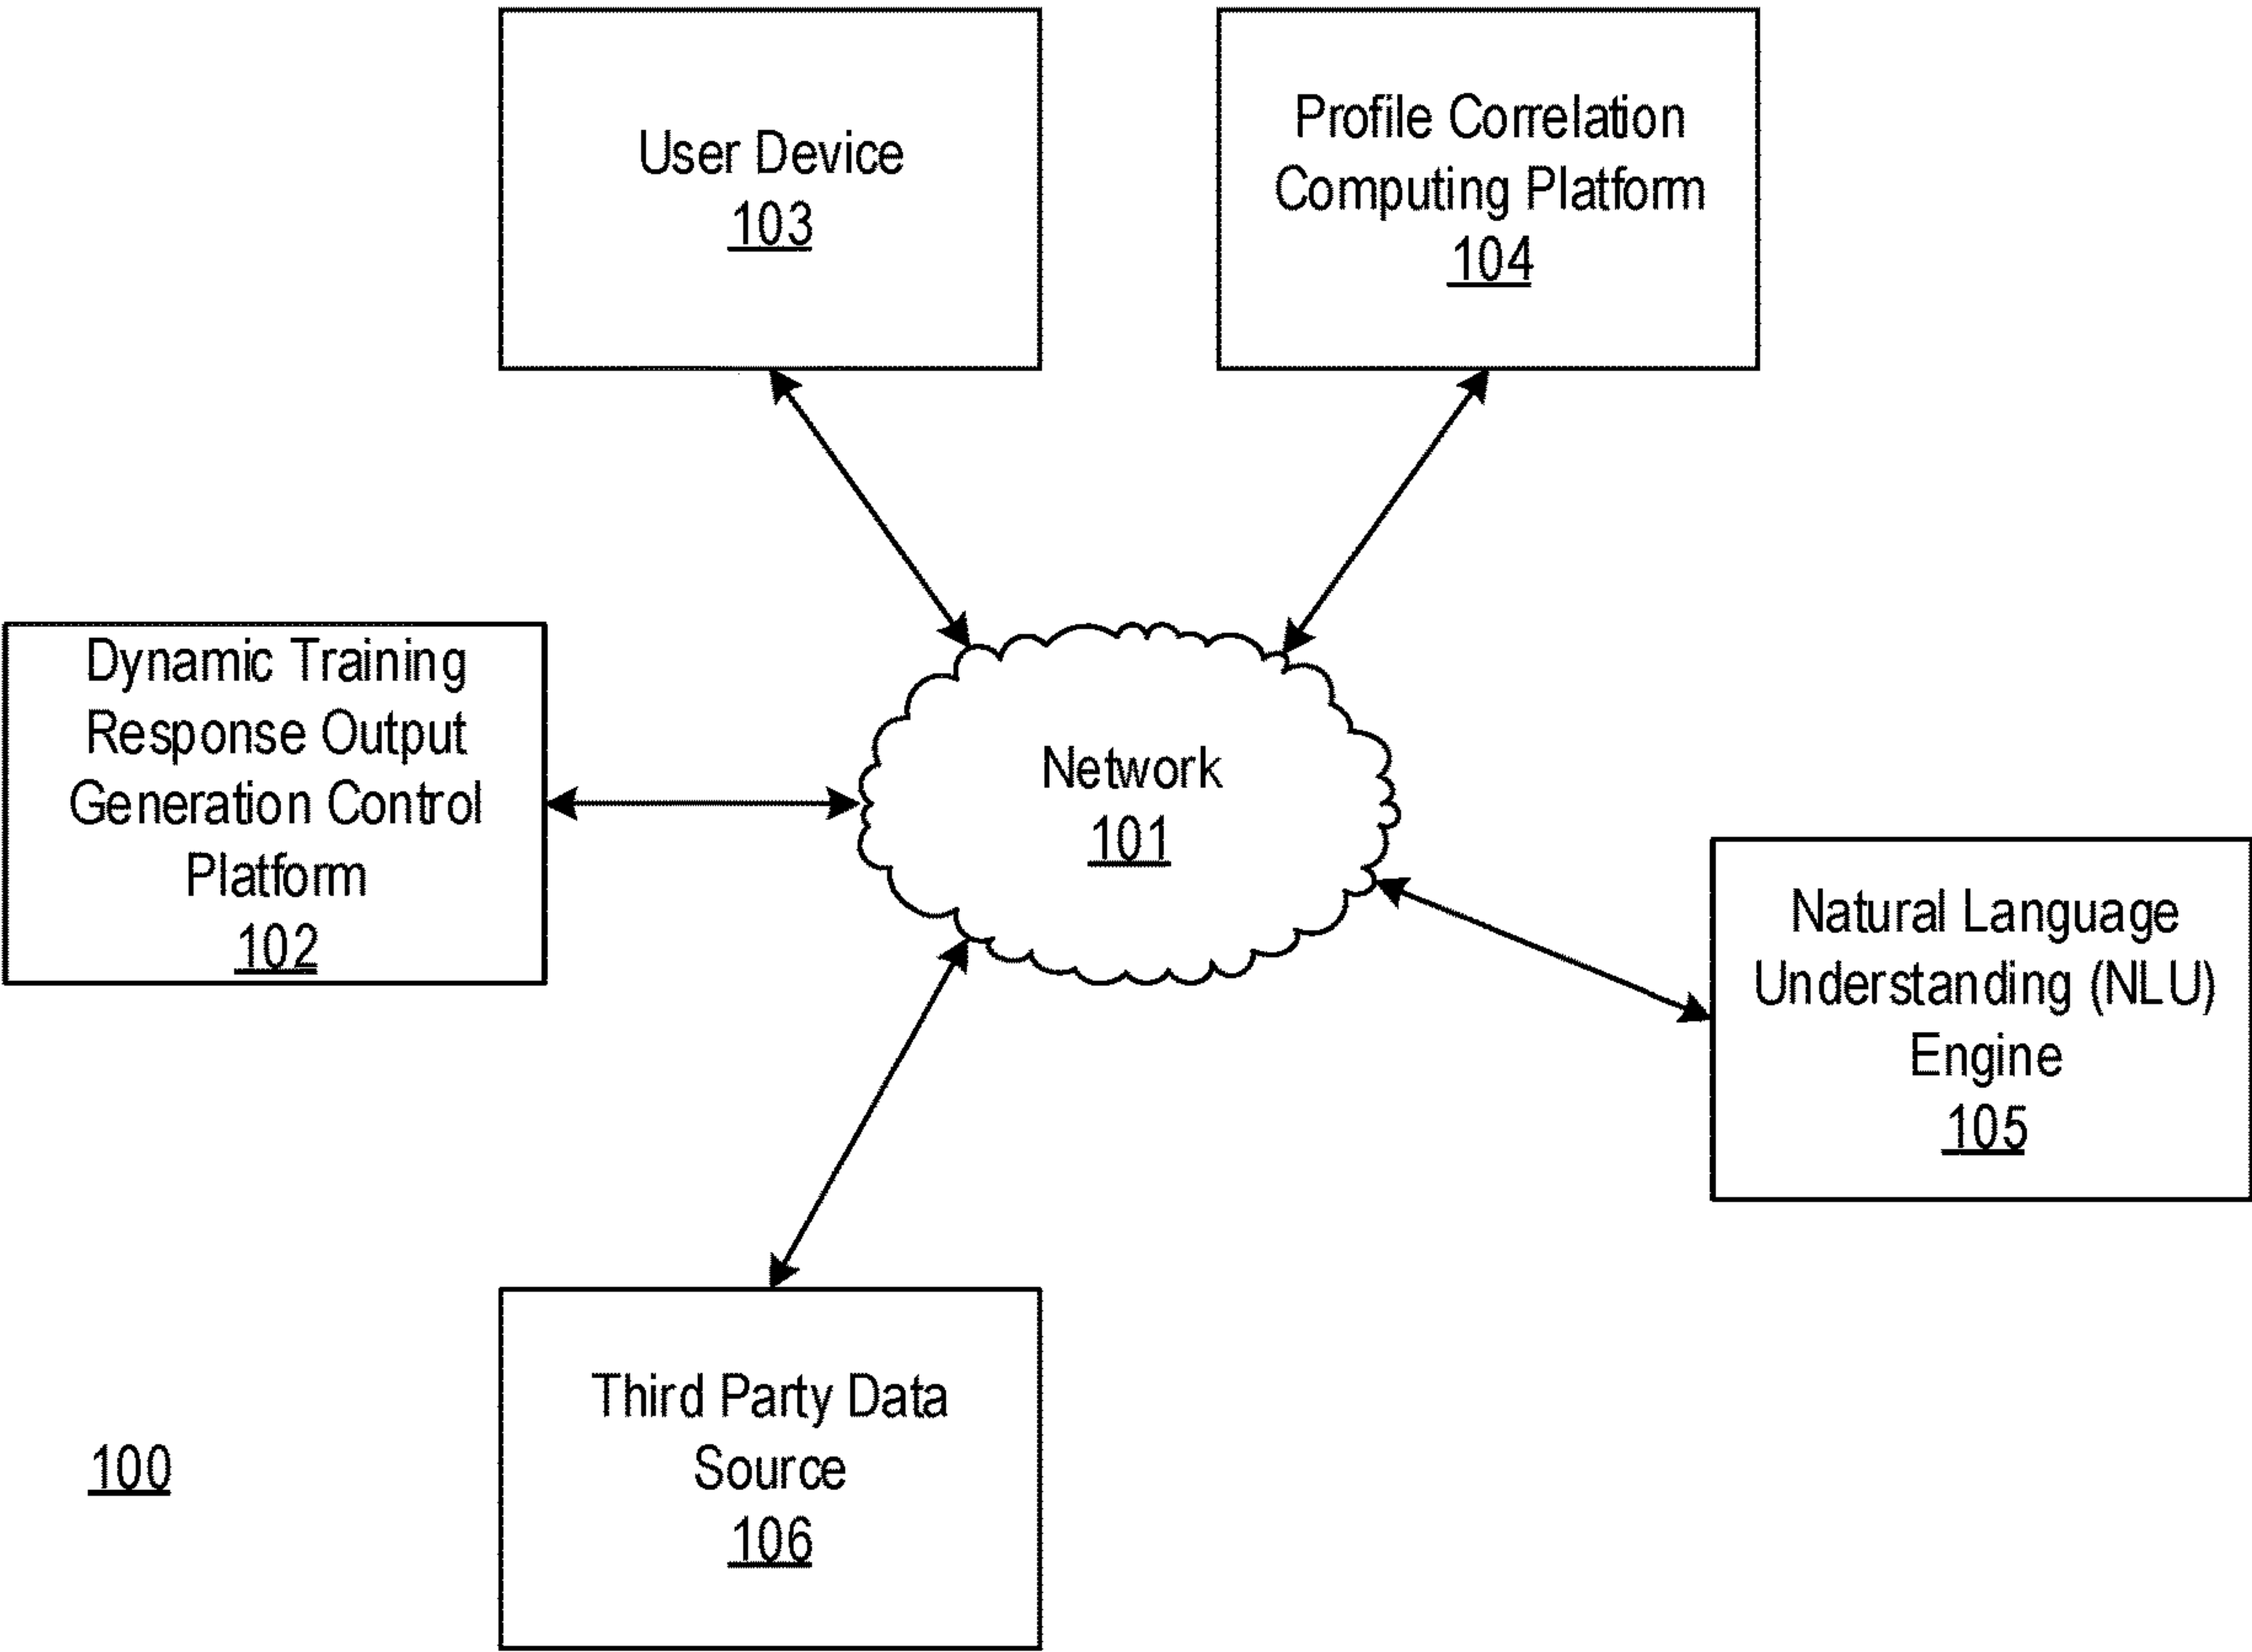 User Device
103
Profile Correlation
Computing Platform
104
Dynamic Training
Response Output
Generation Control
Platform
102
Network
101
Natural Language
Understanding (NLU)
Engine
105
Third Party Data
Source
106
100